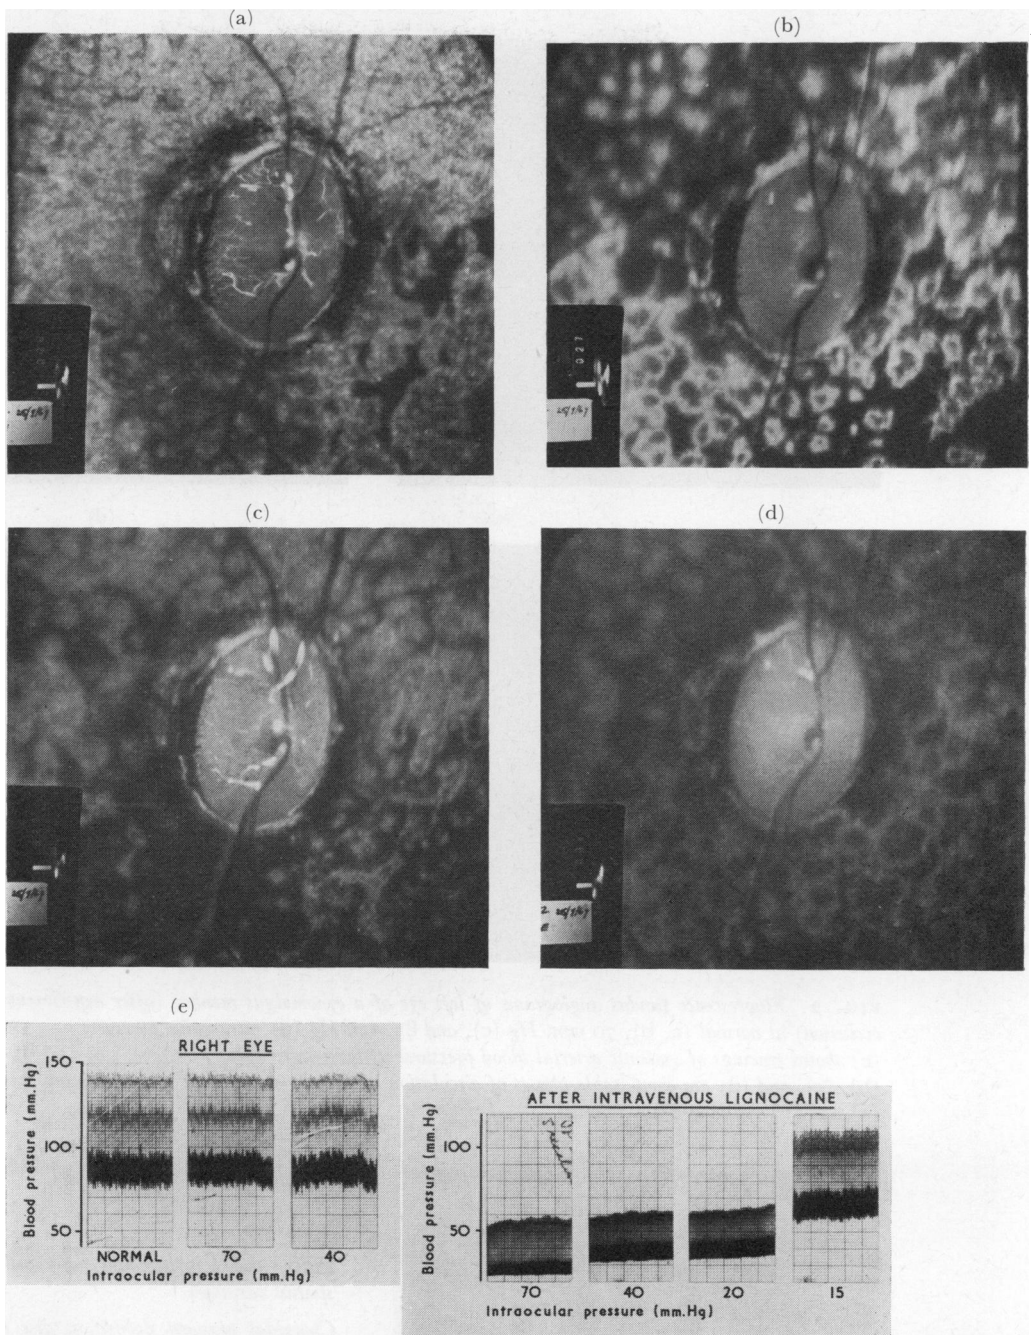 (a)
(b)
(c)
(d)
027
(e)
RIGHT EYE
Blood pressure (mm.Hg)
150
100
50
NORMAL 70 40
Intraocular pressure (mm.Hg)
AFTER INTRAVENOUS LIGNOCAINE
Blood pressure (mm.Hg)
100
50
70 40 20 15
Intraocular pressure (mm.Hg)